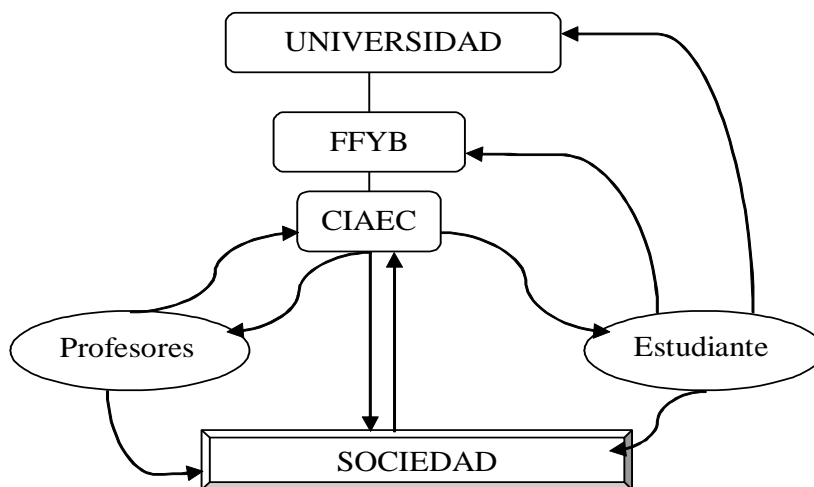 UNIVERSIDAD
FFYB
CIAEC
Profesores
Estudiante
SOCIEDAD